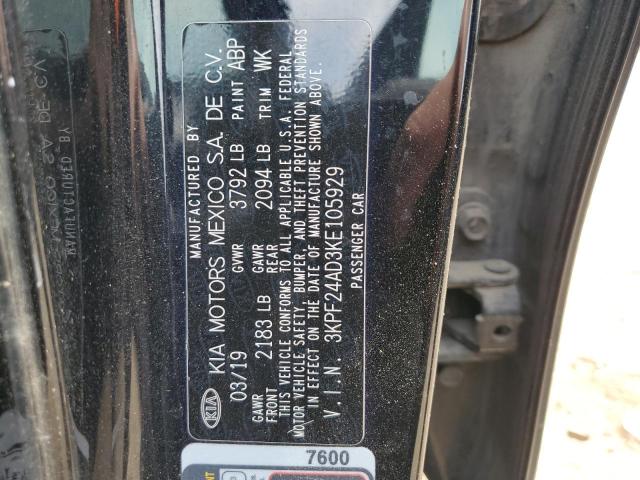 MANUFACTURED BY
KIA KIA MOTORS MEXICO S.A. DE C.V.
03/19 GVWR 3792 LB PAINT ABP
GAWR FRONT 2183 LB GAWR REAR 2094 LB TRIM WK
THIS VEHICLE CONFORMS TO ALL APPLICABLE U.S.A. FEDERAL
MOTOR VEHICLE SAFETY, BUMPER, AND THEFT PREVENTION STANDARDS
IN EFFECT ON THE DATE OF MANUFACTURE SHOWN ABOVE.
V.I.N. 3KPF24AD3KE105929
PASSENGER CAR
7600